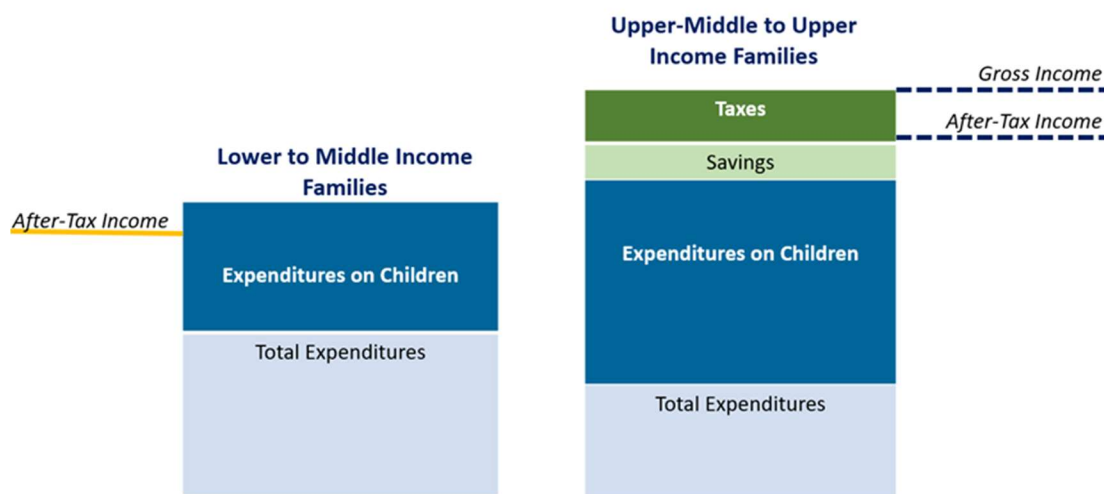 Lower to Middle Income
Families
After-Tax Income
Expenditures on Children
Total Expenditures
Upper-Middle to Upper
Income Families
Gross Income
Taxes
After-Tax Income
Savings
Expenditures on Children
Total Expenditures